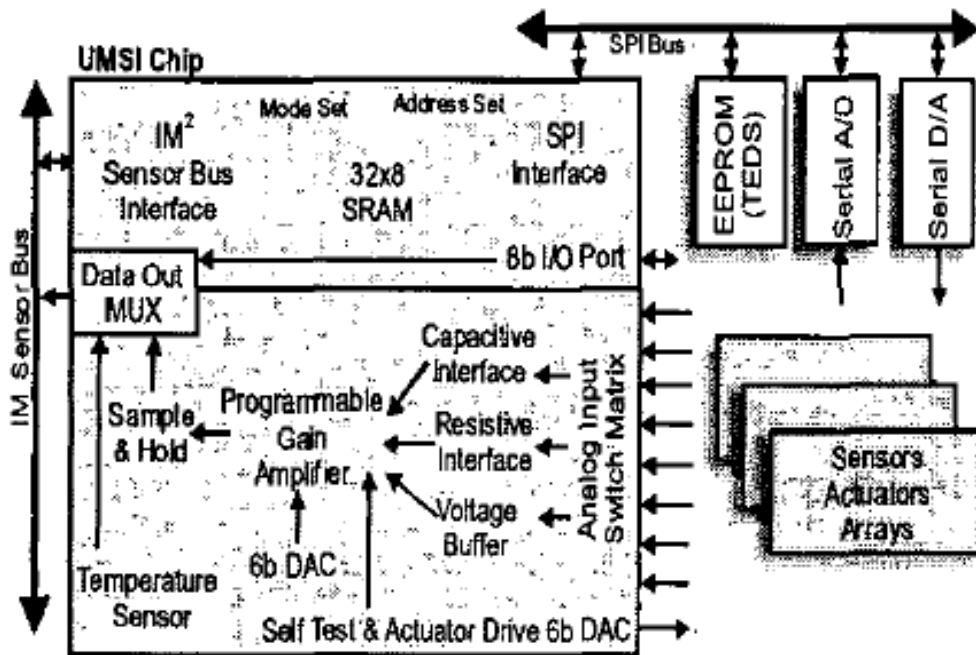 SPI Bus
UMSI Chip
Mode Set
Address Set
IM²
Sensor Bus
Interface
32x8
SRAM
SPI
Interface
EEPROM
(TEDS)
Serial A/D
Serial D/A
IM Sensor Bus
8b I/O Port
Data Out
MUX
Capacitive
Interface
Sample
& Hold
Programmable
Gain
Amplifier
Resistive
Interface
Voltage
Buffer
Analog Input
Switch Matrix
Sensors
Actuators
Arrays
6b DAC
Temperature
Sensor
Self Test & Actuator Drive 6b DAC